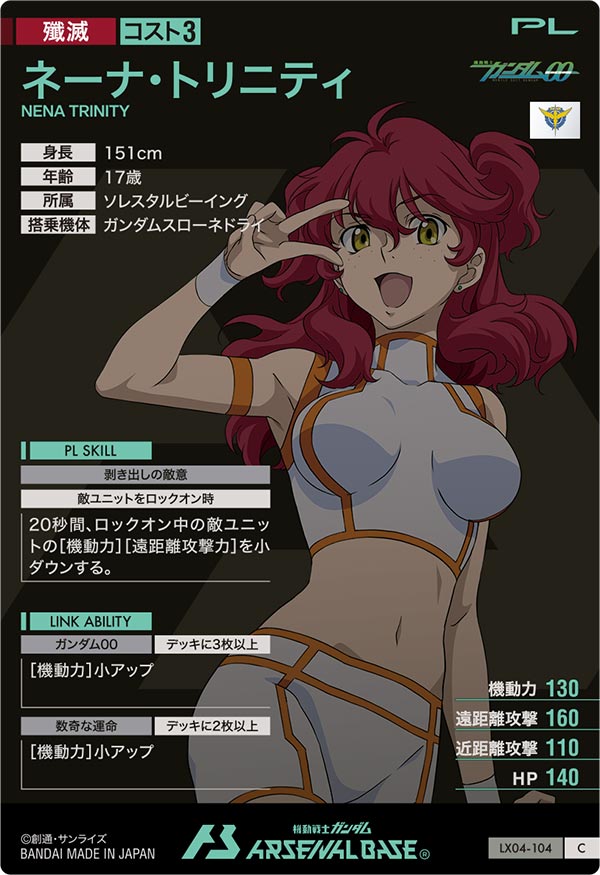 殲滅 コスト3 PL
ネーナ・トリニティ
NENA TRINITY
機動戦士ガンダム00
身長 151cm
年齢 17歳
所属 ソレスタルビーイング
搭乗機体 ガンダムスローネドライ
PL SKILL
剥き出しの敵意
敵ユニットをロックオン時
20秒間、ロックオン中の敵ユニッ
トの[機動力][遠距離攻撃力]を小
ダウンする。
LINK ABILITY
ガンダム00 デッキに3枚以上
[機動力]小アップ
数奇な運命 デッキに2枚以上
[機動力]小アップ
機動力 130
遠距離攻撃 160
近距離攻撃 110
HP 140
©創通・サンライズ
BANDAI MADE IN JAPAN
機動戦士ガンダム
ARSENAL BASE®
LX04-104 C